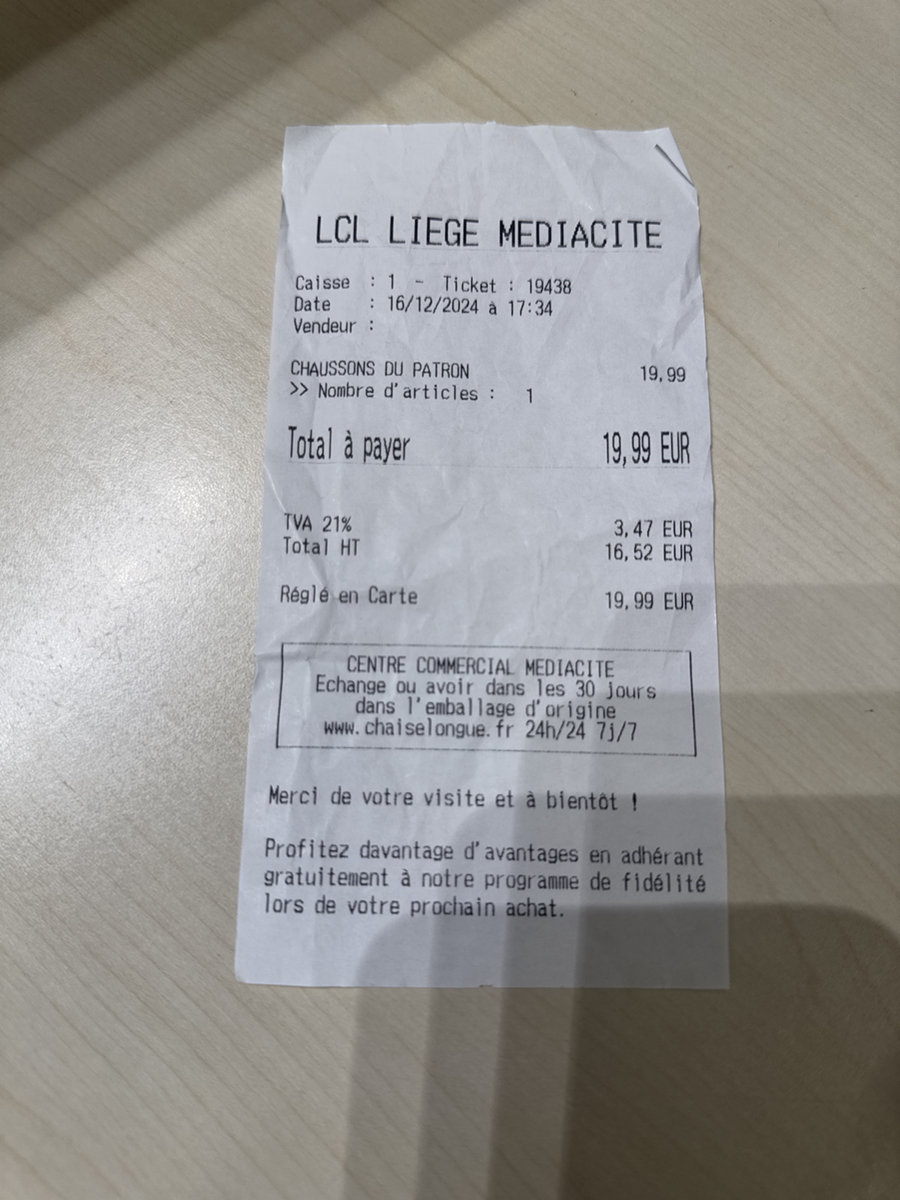 LCL LIEGE MEDIACITE
Caisse : 1 - Ticket : 19438
Date : 16/12/2024 à 17:34
Vendeur :
CHAUSSONS DU PATRON 19,99
>> Nombre d'articles : 1
Total à payer 19,99 EUR
TVA 21% 3,47 EUR
Total HT 16,52 EUR
Réglé en Carte 19,99 EUR
CENTRE COMMERCIAL MEDIACITE
Echange ou avoir dans les 30 jours
dans l'emballage d'origine
www.chaiselongue.fr 24h/24 7j/7
Merci de votre visite et à bientôt !
Profitez davantage d'avantages en adhérant
gratuitement à notre programme de fidélité
lors de votre prochain achat.